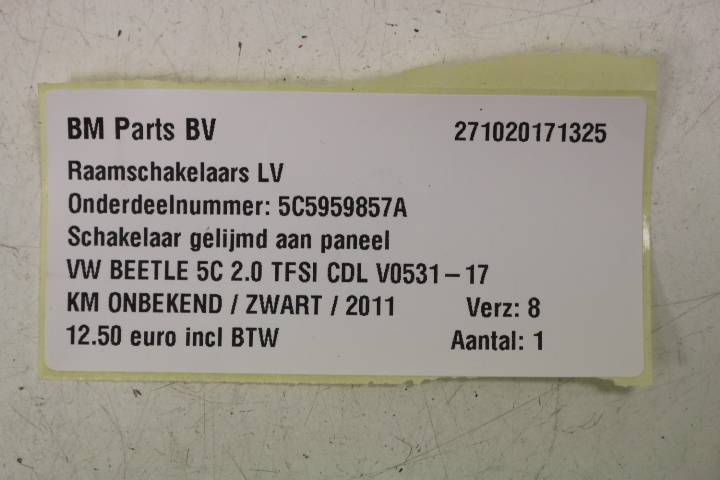 BM Parts BV 271020171325
Raamschakelaars LV
Onderdeelnummer: 5C5959857A
Schakelaar gelijmd aan paneel
VW BEETLE 5C 2.0 TFSI CDL V0531-17
KM ONBEKEND / ZWART / 2011 Verz: 8
12.50 euro incl BTW Aantal: 1